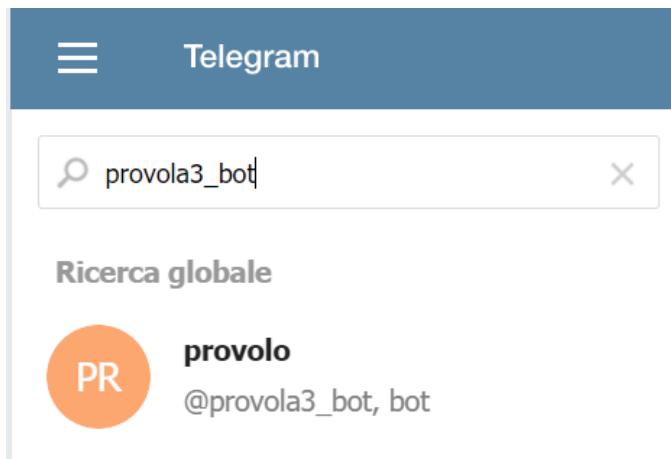 Telegram
provola3_bot
Ricerca globale
PR
provolo
@provola3_bot, bot